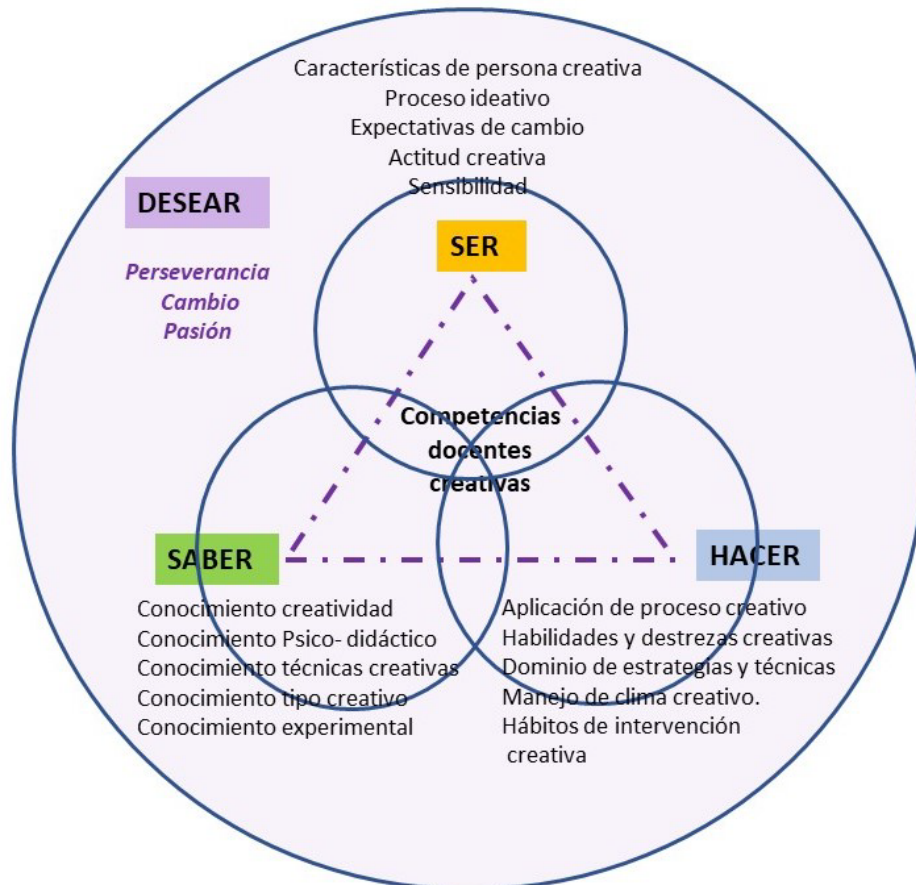 Características de persona creativa
Proceso ideativo
Expectativas de cambio
Actitud creativa
Sensibilidad
DESEAR
Perseverancia
Cambio
Pasión
SER
Competencias
docentes
creativas
SABER
Conocimiento creatividad
Conocimiento Psico- didáctico
Conocimiento técnicas creativas
Conocimiento tipo creativo
Conocimiento experimental
HACER
Aplicación de proceso creativo
Habilidades y destrezas creativas
Dominio de estrategias y técnicas
Manejo de clima creativo.
Hábitos de intervención
creativa